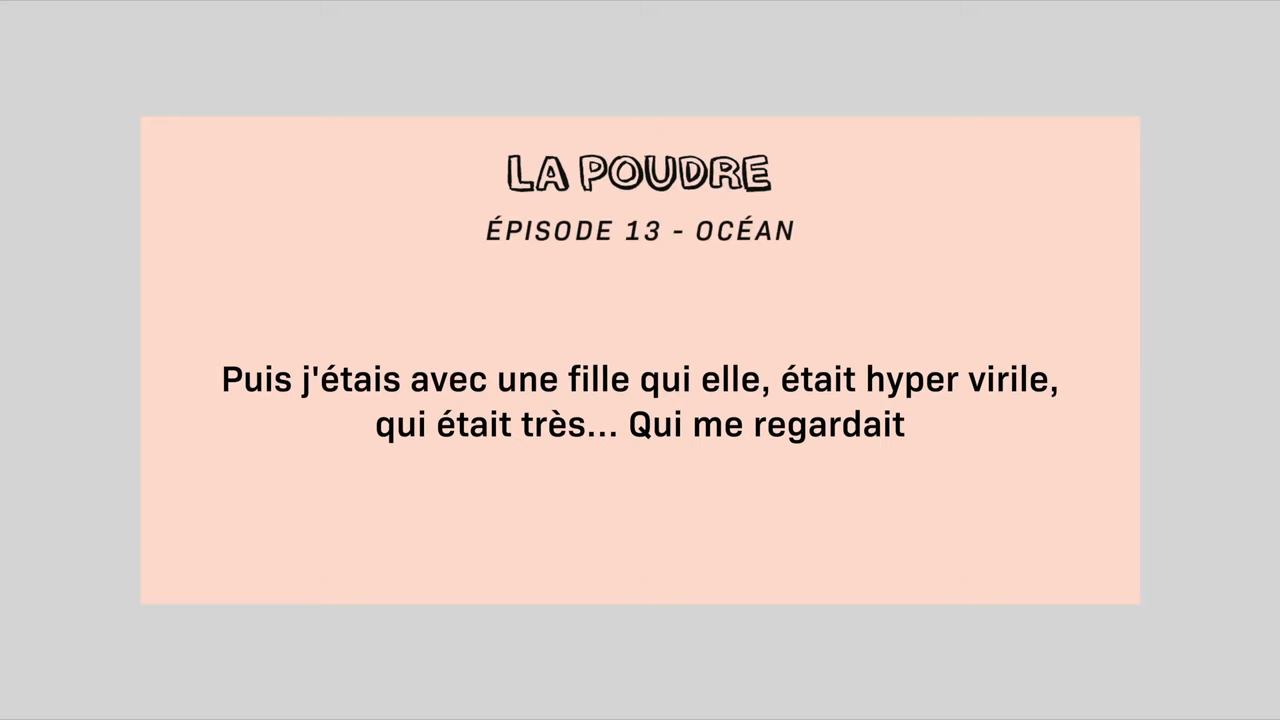 LA POUDRE
ÉPISODE 13 - OCÉAN
Puis j'étais avec une fille qui elle, était hyper virile,
qui était très... Qui me regardait